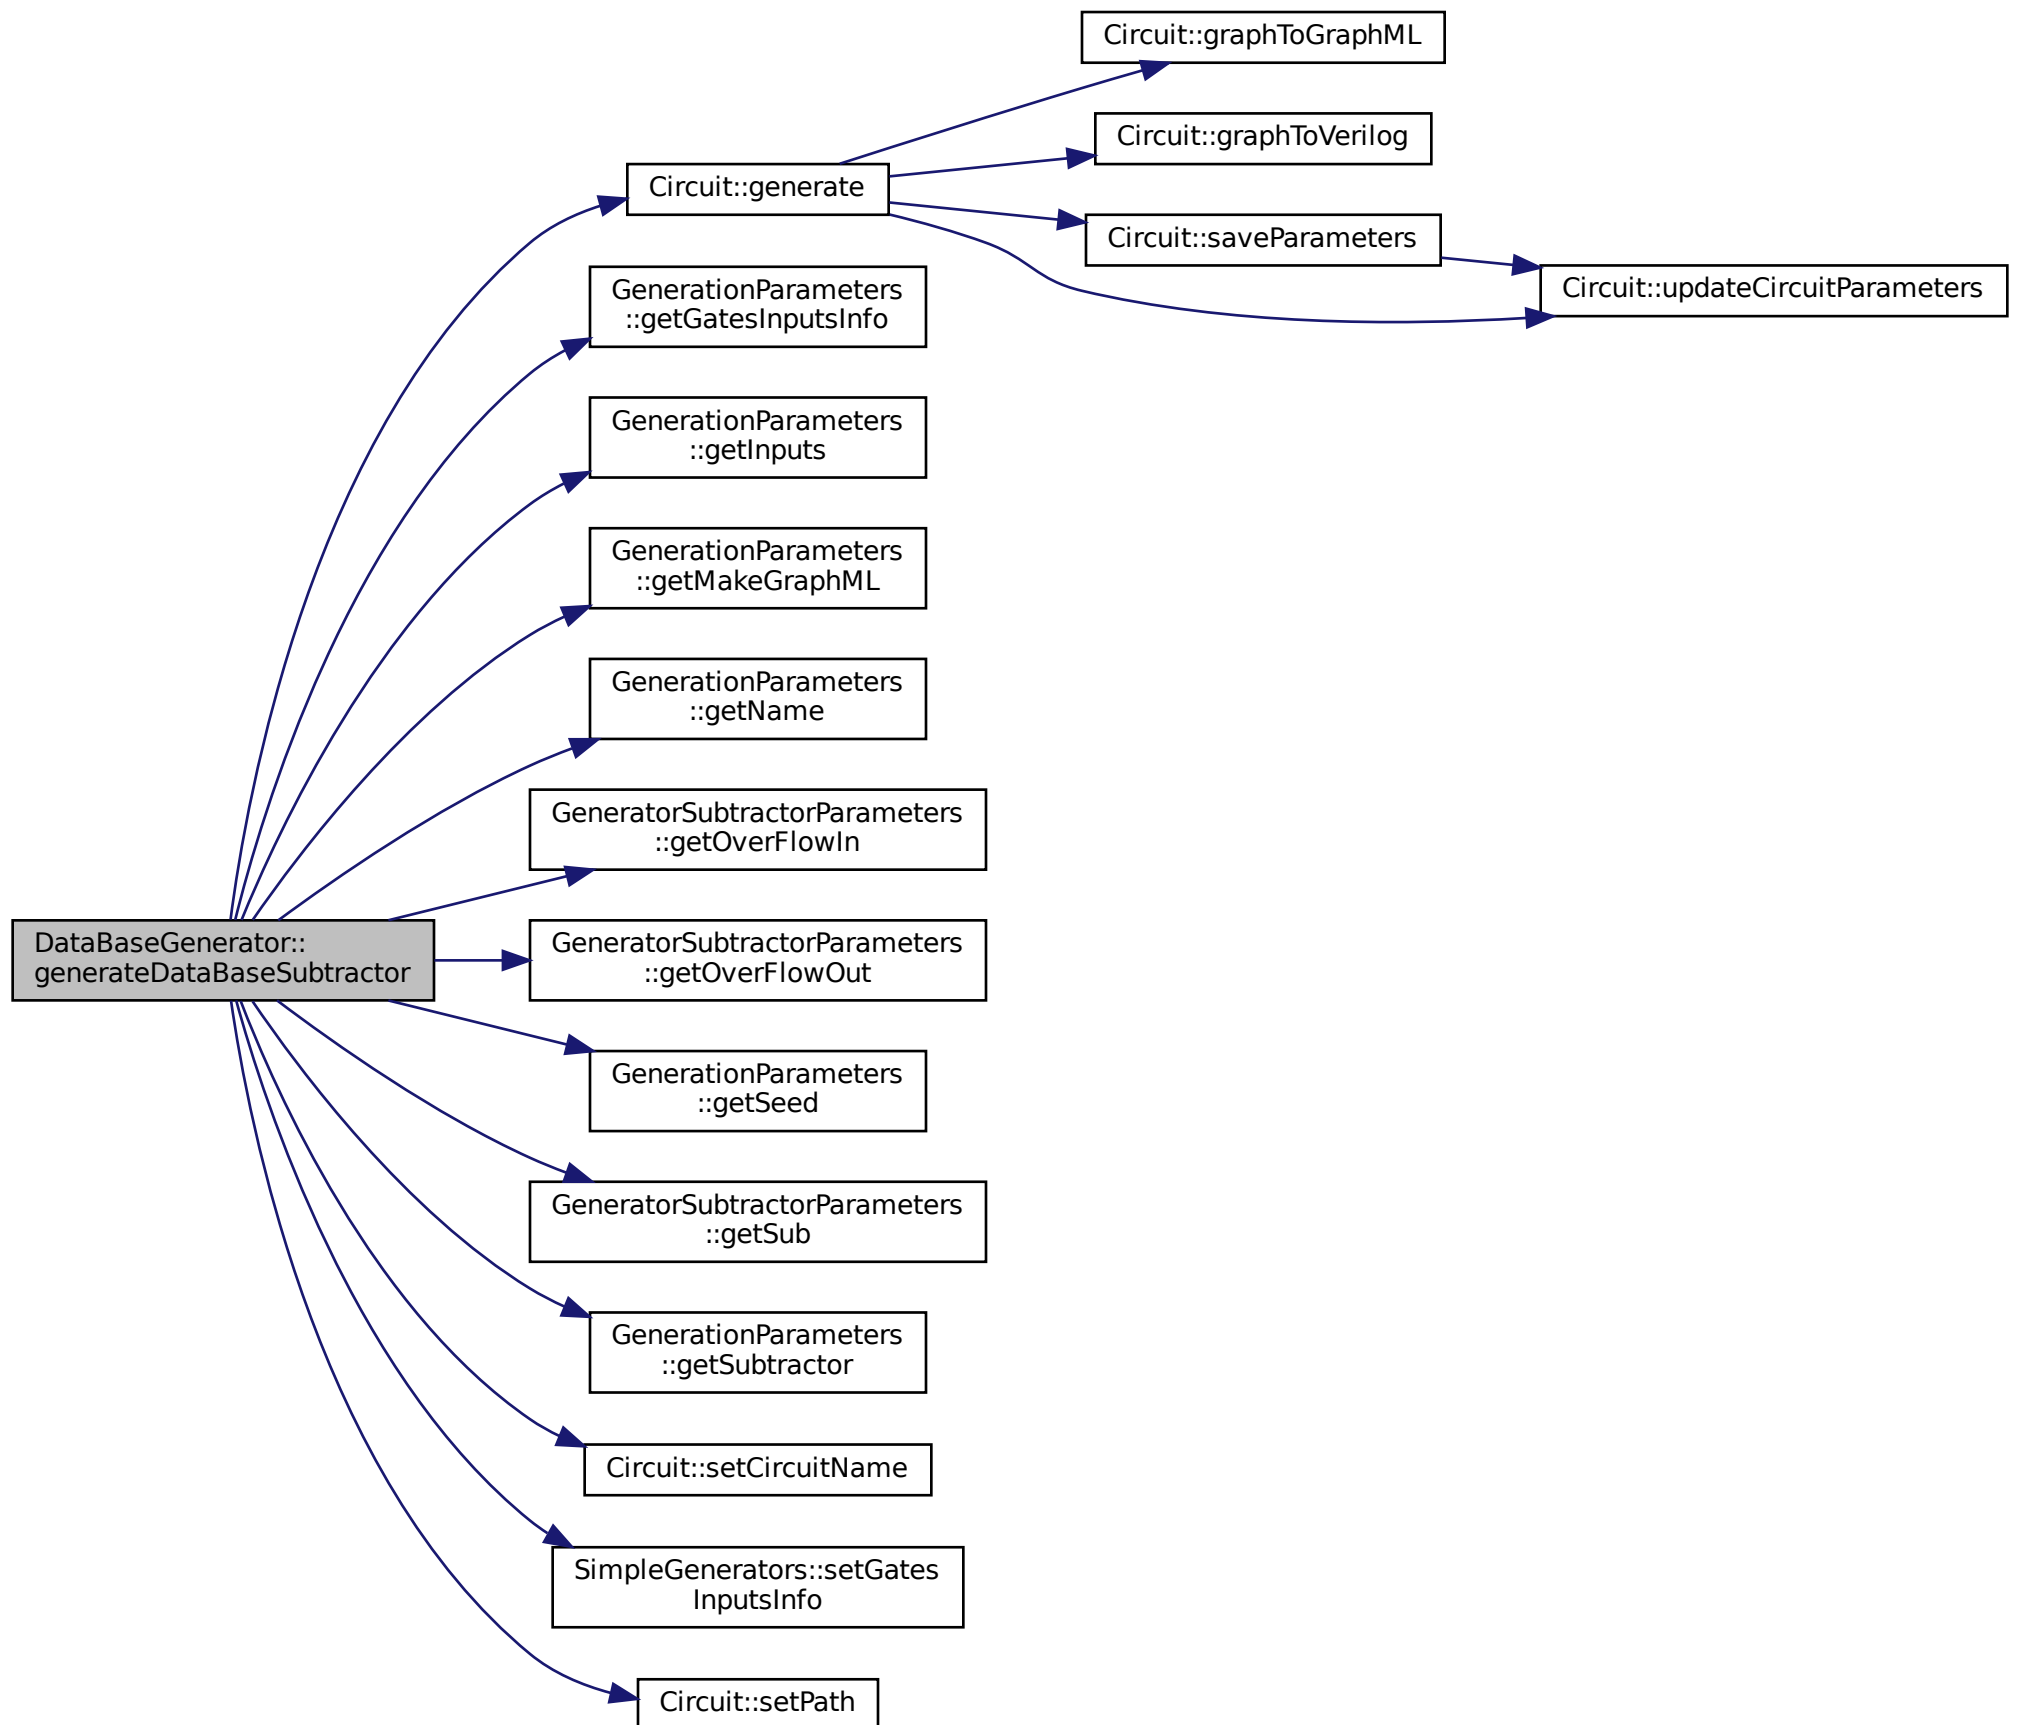 Circuit::graphToGraphML
Circuit::graphToVerilog
Circuit::generate
Circuit::saveParameters
Circuit::updateCircuitParameters
GenerationParameters
::getGatesInputsInfo
GenerationParameters
::getInputs
GenerationParameters
::getMakeGraphML
GenerationParameters
::getName
GeneratorSubtractorParameters
::getOverFlowIn
DataBaseGenerator::
generateDataBaseSubtractor
GeneratorSubtractorParameters
::getOverFlowOut
GenerationParameters
::getSeed
GeneratorSubtractorParameters
::getSub
GenerationParameters
::getSubtractor
Circuit::setCircuitName
SimpleGenerators::setGates
InputsInfo
Circuit::setPath